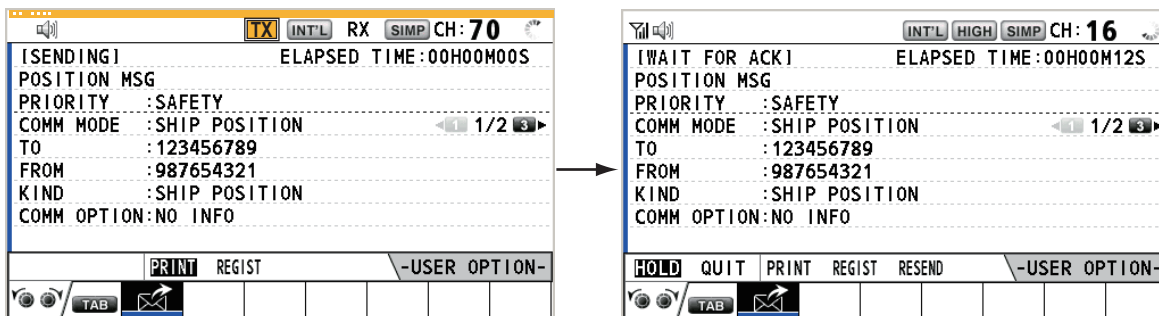 TX INT'L RX SIMP CH: 70
[SENDING] ELAPSED TIME:00H00M00S
POSITION MSG
PRIORITY :SAFETY
COMM MODE :SHIP POSITION 1 1/2 3
TO :123456789
FROM :987654321
KIND :SHIP POSITION
COMM OPTION:NO INFO
PRINT REGIST -USER OPTION-
TAB
INT'L HIGH SIMP CH: 16
[WAIT FOR ACK] ELAPSED TIME:00H00M12S
POSITION MSG
PRIORITY :SAFETY
COMM MODE :SHIP POSITION 1 1/2 3
TO :123456789
FROM :987654321
KIND :SHIP POSITION
COMM OPTION:NO INFO
HOLD QUIT PRINT REGIST RESEND -USER OPTION-
TAB